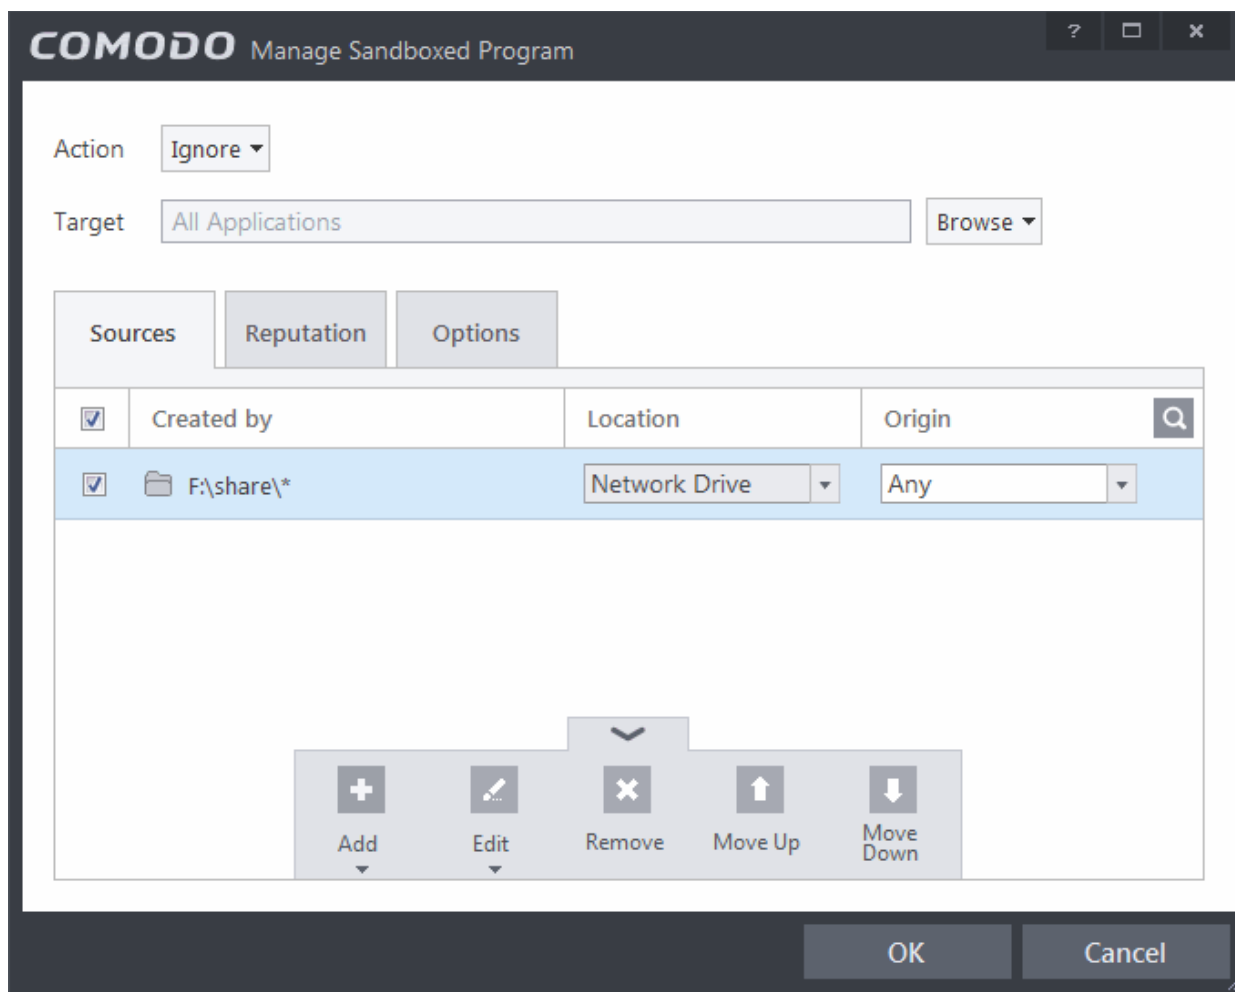 COMODO Manage Sandboxed Program ?
Action Ignore
Target All Applications Browse
Sources Reputation Options
Created by Location Origin
F:\share\* Network Drive Any
Add Edit Remove Move Up Move
Down
OK Cancel